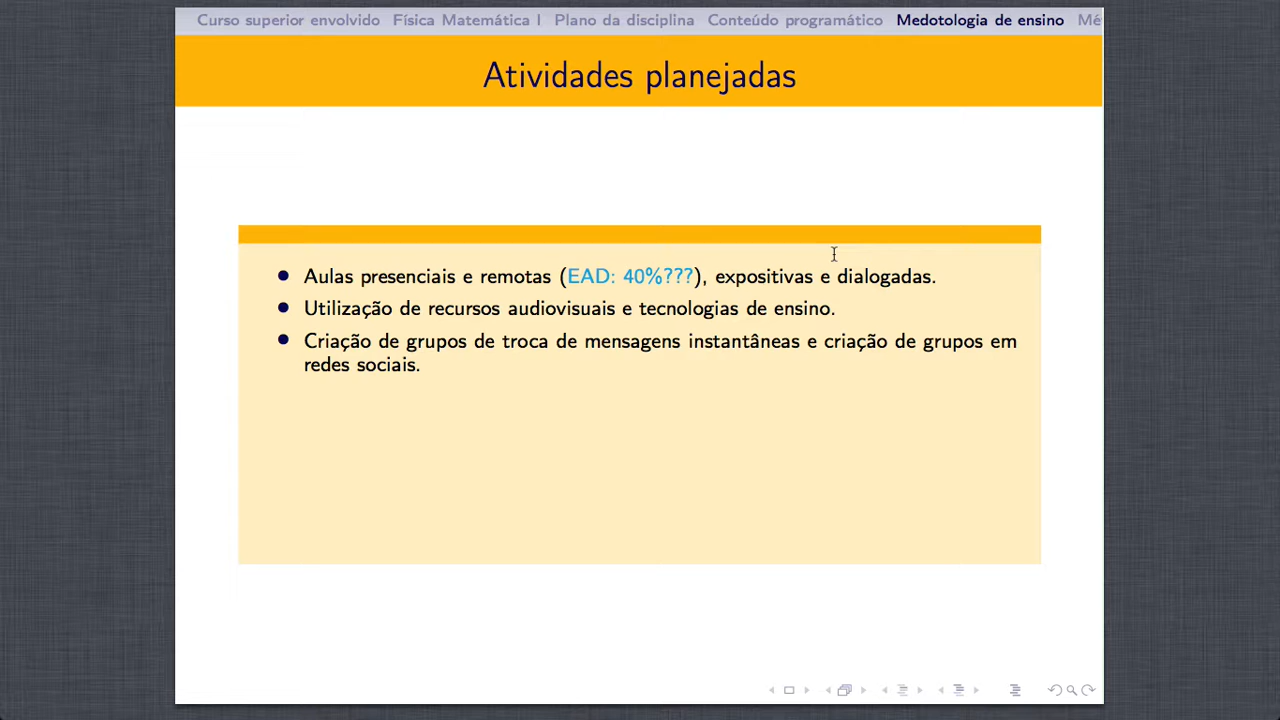 Curso superior envolvido Física Matemática I Plano da disciplina Conteúdo programático Medotologia de ensino Mé
Atividades planejadas
• Aulas presenciais e remotas (EAD: 40%???), expositivas e dialogadas.
• Utilização de recursos audiovisuais e tecnologias de ensino.
• Criação de grupos de troca de mensagens instantâneas e criação de grupos em
redes sociais.